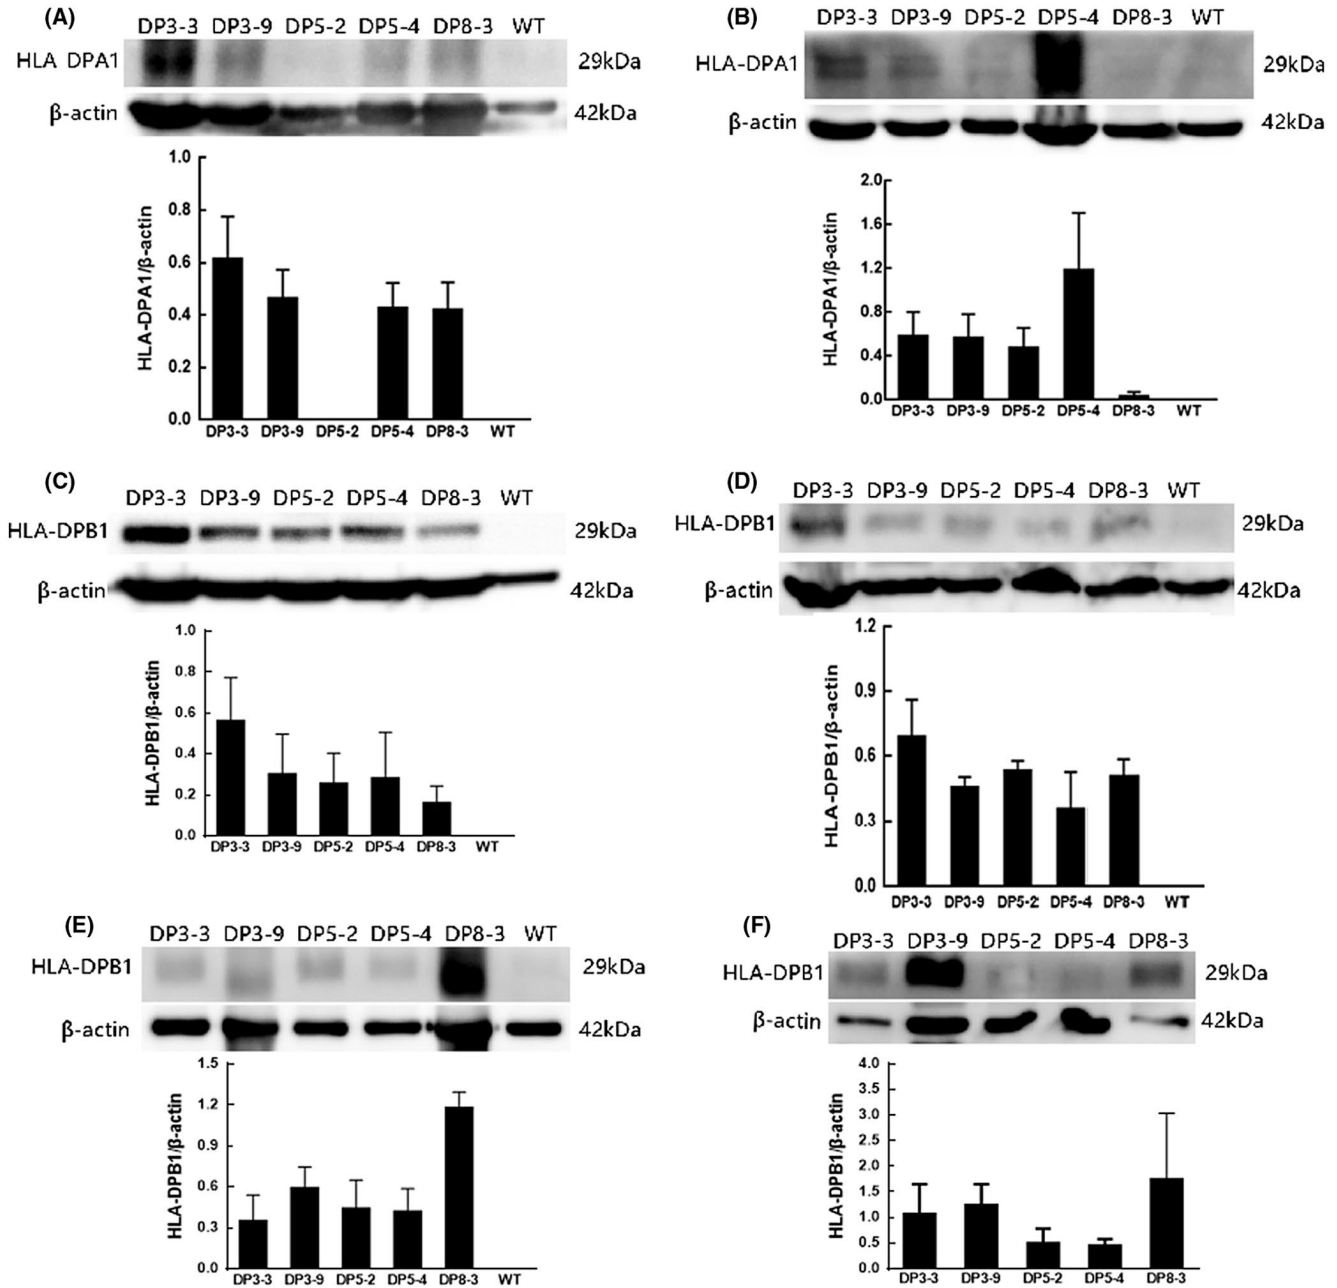 (A)
DP3-3 DP3-9 DP5-2 DP5-4 DP8-3 WT
HLA DPA1 29kDa
β-actin 42kDa
HLA-DPA1/β-actin
1.0
0.8
0.6
0.4
0.2
0.0
DP3-3 DP3-9 DP5-2 DP5-4 DP8-3 WT
(B)
DP3-3 DP3-9 DP5-2 DP5-4 DP8-3 WT
HLA-DPA1 29kDa
β-actin 42kDa
HLA-DPA1/β-actin
2.0
1.6
1.2
0.8
0.4
0.0
DP3-3 DP3-9 DP5-2 DP5-4 DP8-3 WT
(C)
DP3-3 DP3-9 DP5-2 DP5-4 DP8-3 WT
HLA-DPB1 29kDa
β-actin 42kDa
HLA-DPB1/β-actin
1.0
0.8
0.6
0.4
0.2
0.0
DP3-3 DP3-9 DP5-2 DP5-4 DP8-3 WT
(D)
DP3-3 DP3-9 DP5-2 DP5-4 DP8-3 WT
HLA-DPB1 29kDa
β-actin 42kDa
HLA-DPB1/β-actin
1.2
0.9
0.6
0.3
0.0
DP3-3 DP3-9 DP5-2 DP5-4 DP8-3 WT
(E)
DP3-3 DP3-9 DP5-2 DP5-4 DP8-3 WT
HLA-DPB1 29kDa
β-actin 42kDa
HLA-DPB1/β-actin
1.5
1.2
0.9
0.6
0.3
0.0
DP3-3 DP3-9 DP5-2 DP5-4 DP8-3 WT
(F)
DP3-3 DP3-9 DP5-2 DP5-4 DP8-3
HLA-DPB1 29kDa
β-actin 42kDa
HLA-DPB1/β-actin
4.0
3.5
3.0
2.5
2.0
1.5
1.0
0.5
0.0
DP3-3 DP3-9 DP5-2 DP5-4 DP8-3